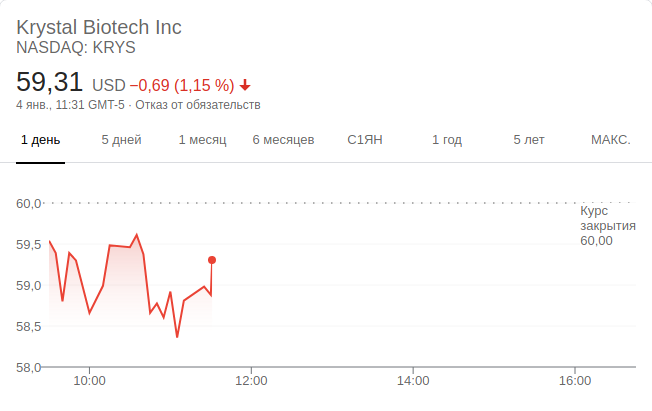 Krystal Biotech Inc
NASDAQ: KRYS
59,31 USD −0,69 (1,15 %)
4 янв., 11:31 GMT-5 · Отказ от обязательств
1 день 5 дней 1 месяц 6 месяцев С1ЯН 1 год 5 лет МАКС.
60,0
Курс
закрытия
60,00
59,5
59,0
58,5
58,0
10:00 12:00 14:00 16:00